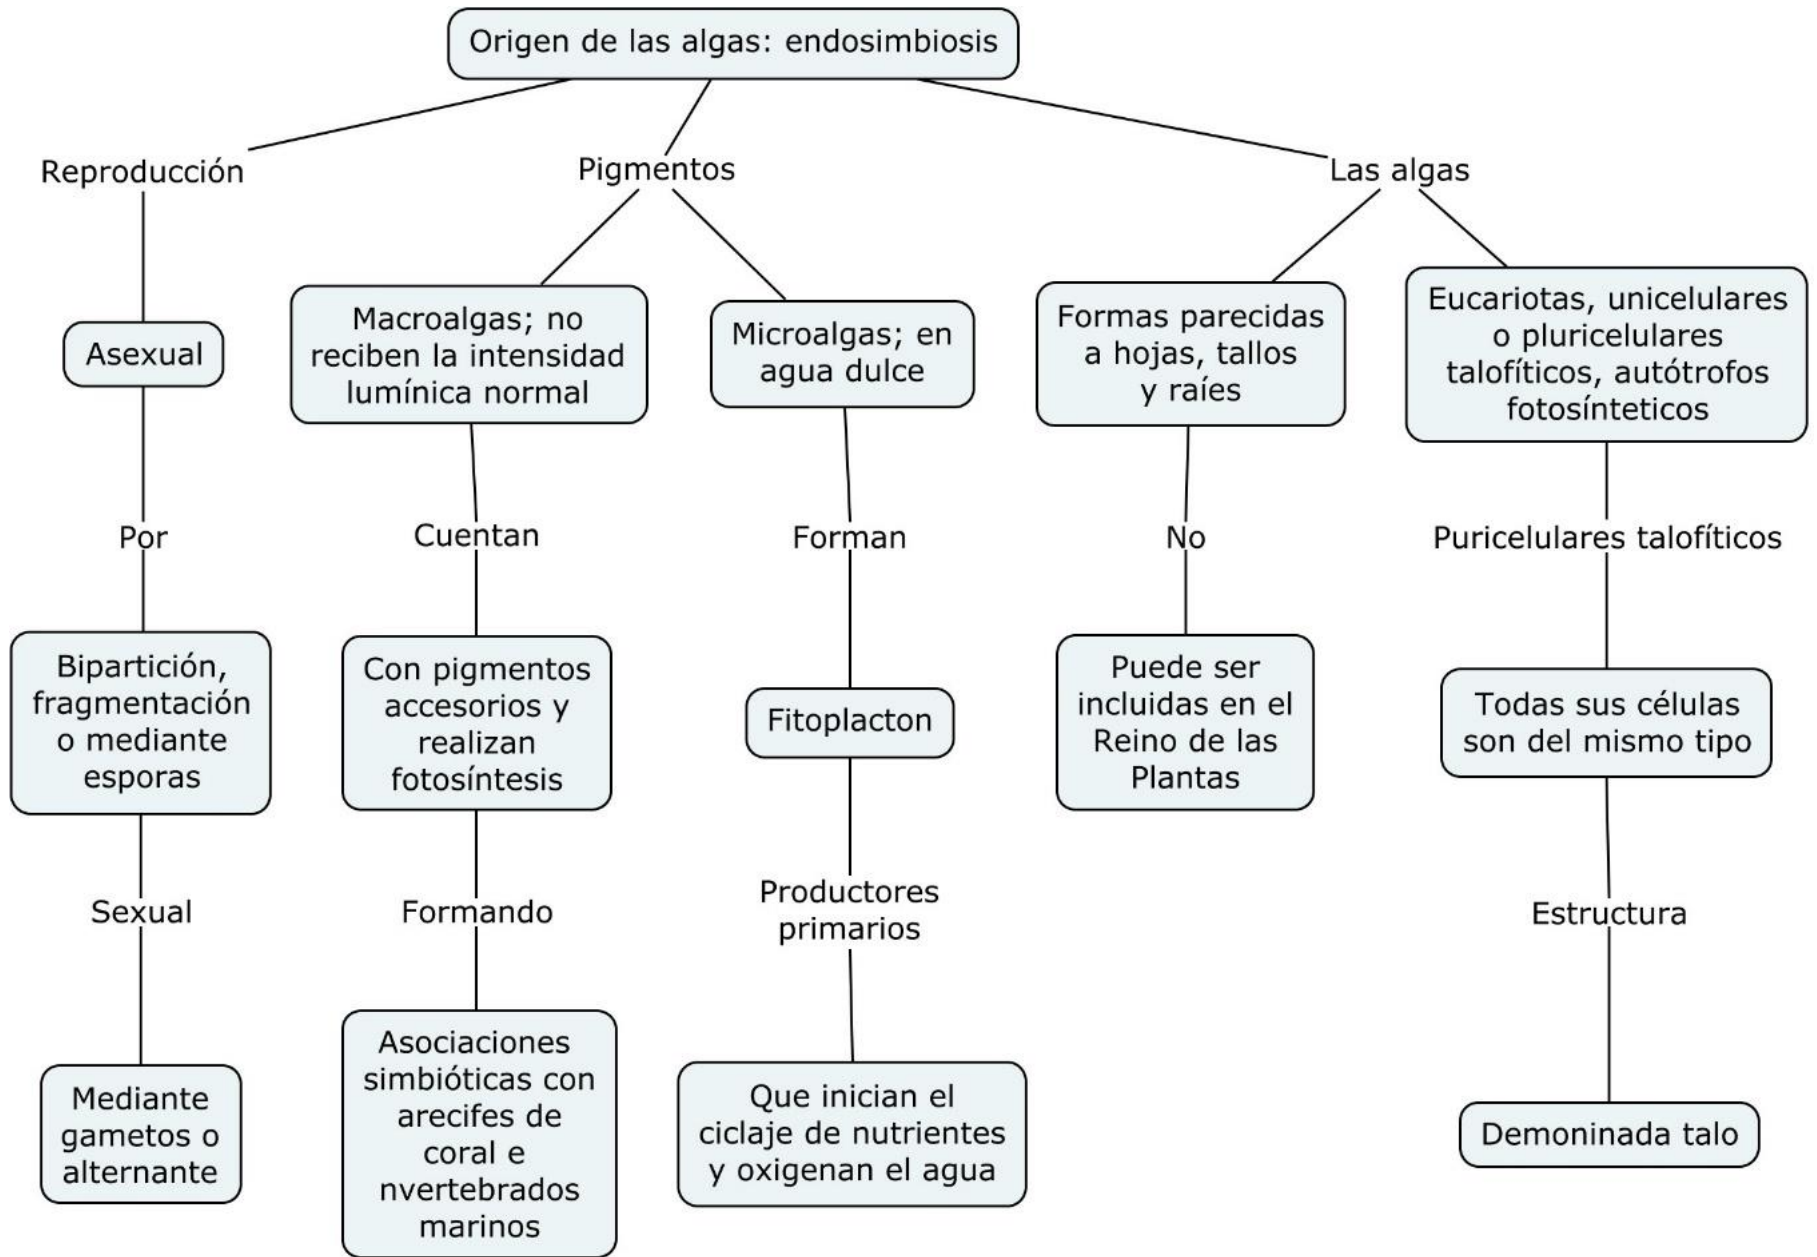 Origen de las algas: endosimbiosis
Reproducción
Pigmentos
Las algas
Asexual
Macroalgas; no
reciben la intensidad
lumínica normal
Microalgas; en
agua dulce
Formas parecidas
a hojas, tallos
y raíes
Eucariotas, unicelulares
o pluricelulares
talofíticos, autótrofos
fotosínteticos
Por
Cuentan
Forman
No
Puricelulares talofíticos
Bipartición,
fragmentación
o mediante
esporas
Con pigmentos
accesorios y
realizan
fotosíntesis
Fitoplacton
Puede ser
incluidas en el
Reino de las
Plantas
Todas sus células
son del mismo tipo
Sexual
Formando
Productores
primarios
Estructura
Mediante
gametos o
alternante
Asociaciones
simbióticas con
arecifes de
coral e
nvertebrados
marinos
Que inician el
ciclaje de nutrientes
y oxigenan el agua
Demoninada talo